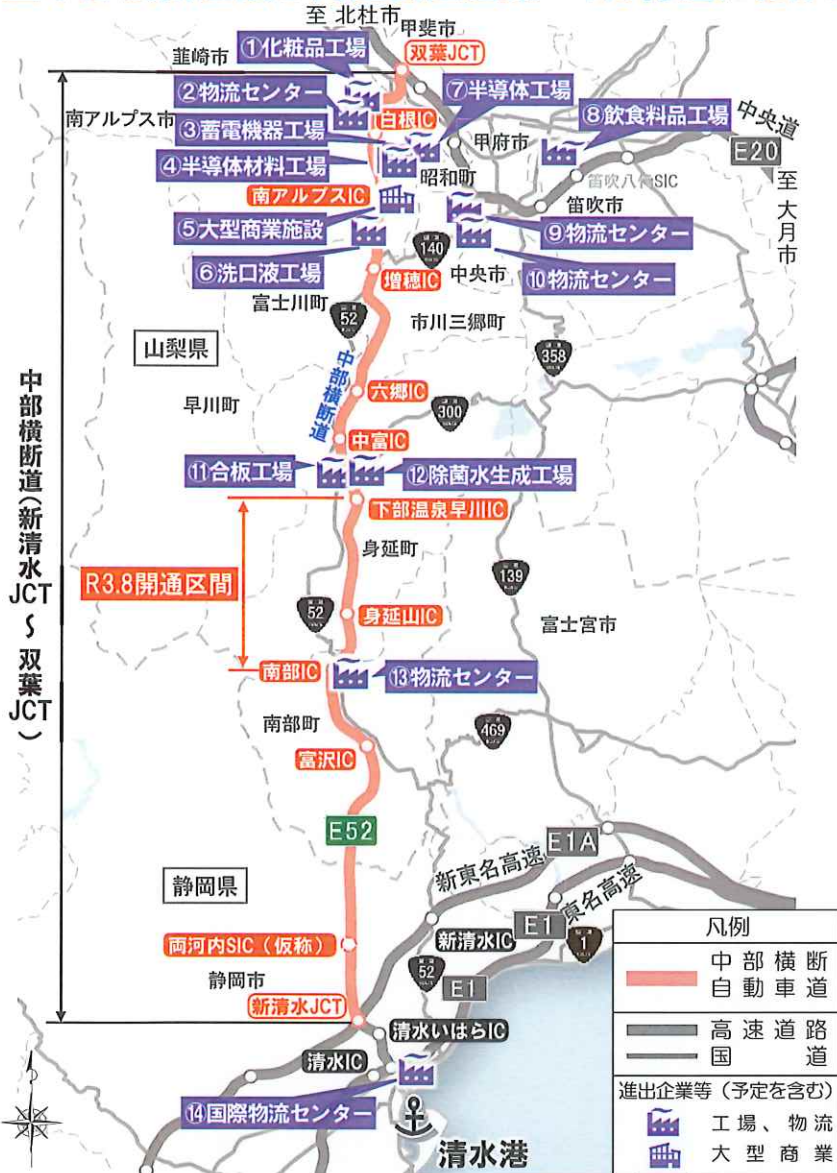 至 北杜市
甲斐市
①化粧品工場
韮崎市
双葉JCT
②物流センター
⑦半導体工場
南アルプス市
白根IC
⑧飲食料品工場
中央道
③蓄電機器工場
甲府市
E20
④半導体材料工場
昭和町
笛吹八代SIC
至 大月市
南アルプスIC
笛吹市
⑤大型商業施設
⑨物流センター
140
⑥洗口液工場
増穂IC
中央市
⑩物流センター
富士川町
52
市川三郷町
山梨県
358
中部横断道
早川町
六郷IC
300
中富IC
中部横断道(新清水JCT~双葉JCT)
⑪合板工場
⑫除菌水生成工場
下部温泉早川IC
身延町
R3.8開通区間
139
52
身延山IC
富士宮市
南部IC
⑬物流センター
南部町
469
富沢IC
E52
E1A
新東名高速
静岡県
東名高速
E1
両河内SIC(仮称)
新清水IC
1
静岡市
52
E1
新清水JCT
清水いはらIC
清水IC
⑭国際物流センター
清水港
凡例
中部横断
自動車道
高速道路
国道
進出企業等(予定を含む)
工場、物流
大型商業